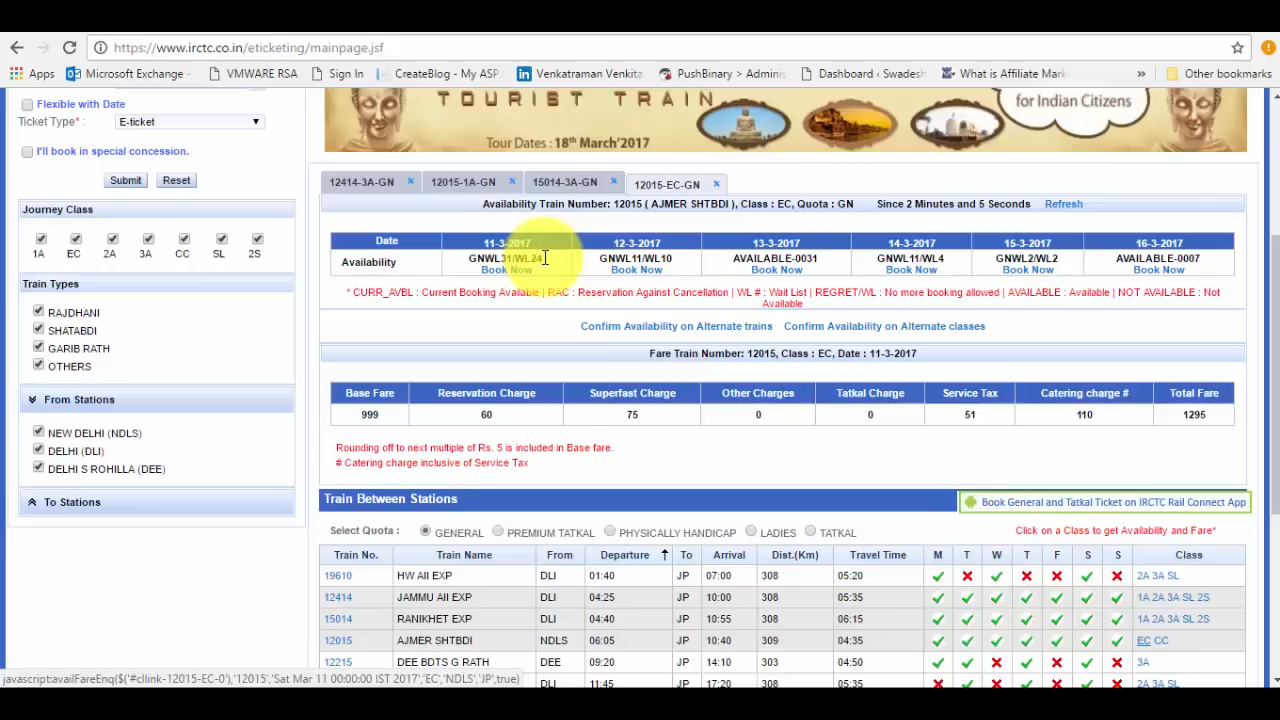 https://www.irctc.co.in/eticketing/mainpage.jsf
Apps Microsoft Exchange - VMWARE RSA Sign In CreateBlog - My ASP. Venkatraman Venkita PushBinary > Adminis Dashboard ‹ Swadesh What is Affiliate Mark » Other bookmarks
TOURIST TRAIN
for Indian Citizens
Tour Dates : 18th March'2017
Flexible with Date
Ticket Type* : E-ticket
I'll book in special concession.
Submit Reset
Journey Class
1A EC 2A 3A CC SL 2S
Train Types
RAJDHANI
SHATABDI
GARIB RATH
OTHERS
From Stations
NEW DELHI (NDLS)
DELHI (DLI)
DELHI S ROHILLA (DEE)
To Stations
12414-3A-GN × 12015-1A-GN × 15014-3A-GN × 12015-EC-GN ×
Availability Train Number: 12015 ( AJMER SHTBDI ), Class : EC, Quota : GN Since 2 Minutes and 5 Seconds Refresh
Date 11-3-2017 12-3-2017 13-3-2017 14-3-2017 15-3-2017 16-3-2017
Availability GNWL31/WL24 GNWL11/WL10 AVAILABLE-0031 GNWL11/WL4 GNWL2/WL2 AVAILABLE-0007
Book Now Book Now Book Now Book Now Book Now Book Now
* CURR_AVBL : Current Booking Available | RAC : Reservation Against Cancellation | WL # : Wait List | REGRET/WL : No more booking allowed | AVAILABLE : Available | NOT AVAILABLE : Not
Available
Confirm Availability on Alternate trains Confirm Availability on Alternate classes
Fare Train Number: 12015, Class : EC, Date : 11-3-2017
Base Fare Reservation Charge Superfast Charge Other Charges Tatkal Charge Service Tax Catering charge # Total Fare
999 60 75 0 0 51 110 1295
Rounding off to next multiple of Rs. 5 is included in Base fare.
# Catering charge inclusive of Service Tax
Train Between Stations
Book General and Tatkal Ticket on IRCTC Rail Connect App
Select Quota : GENERAL PREMIUM TATKAL PHYSICALLY HANDICAP LADIES TATKAL
Click on a Class to get Availability and Fare*
Train No. Train Name From Departure To Arrival Dist.(Km) Travel Time M T W T F S S Class
19610 HW AII EXP DLI 01:40 JP 07:00 308 05:20 2A 3A SL
12414 JAMMU AII EXP DLI 04:25 JP 10:00 308 05:35 1A 2A 3A SL 2S
15014 RANIKHET EXP DLI 04:40 JP 10:55 308 06:15 1A 2A 3A SL 2S
12015 AJMER SHTBDI NDLS 06:05 JP 10:40 309 04:35 EC CC
12215 DEE BDTS G RATH DEE 09:20 JP 14:10 303 04:50 3A
DLI 11:45 JP 17:20 308 05:35 2A 3A SL
javascript:availFareEnq($('#cllink-12015-EC-0'),'12015','Sat Mar 11 00:00:00 IST 2017','EC','NDLS','JP',true)